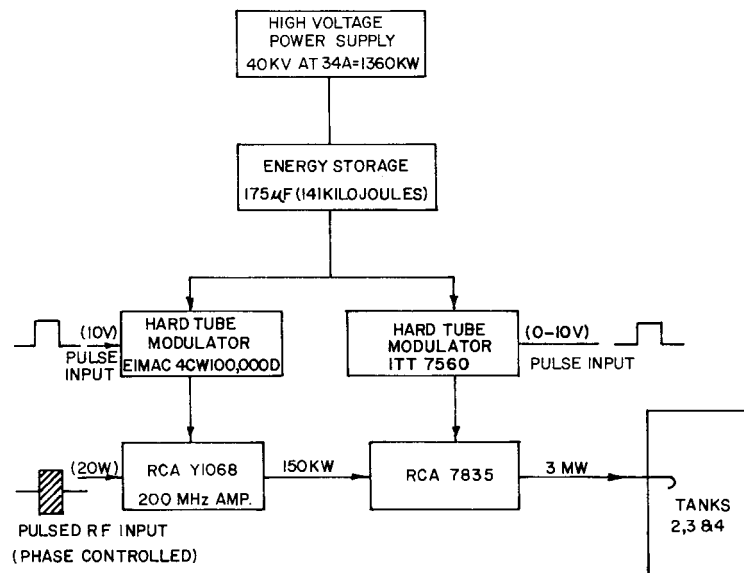 HIGH VOLTAGE
POWER SUPPLY
40KV AT 34A=1360KW
ENERGY STORAGE
175µF (141KILOJOULES)
(10V)
PULSE
INPUT
HARD TUBE
MODULATOR
EIMAC 4CW100,000D
HARD TUBE
MODULATOR
ITT 7560
(0-10V)
PULSE INPUT
(20W)
PULSED RF INPUT
(PHASE CONTROLLED)
RCA Y1068
200 MHz AMP.
150KW
RCA 7835
3 MW
TANKS
2,3 &4